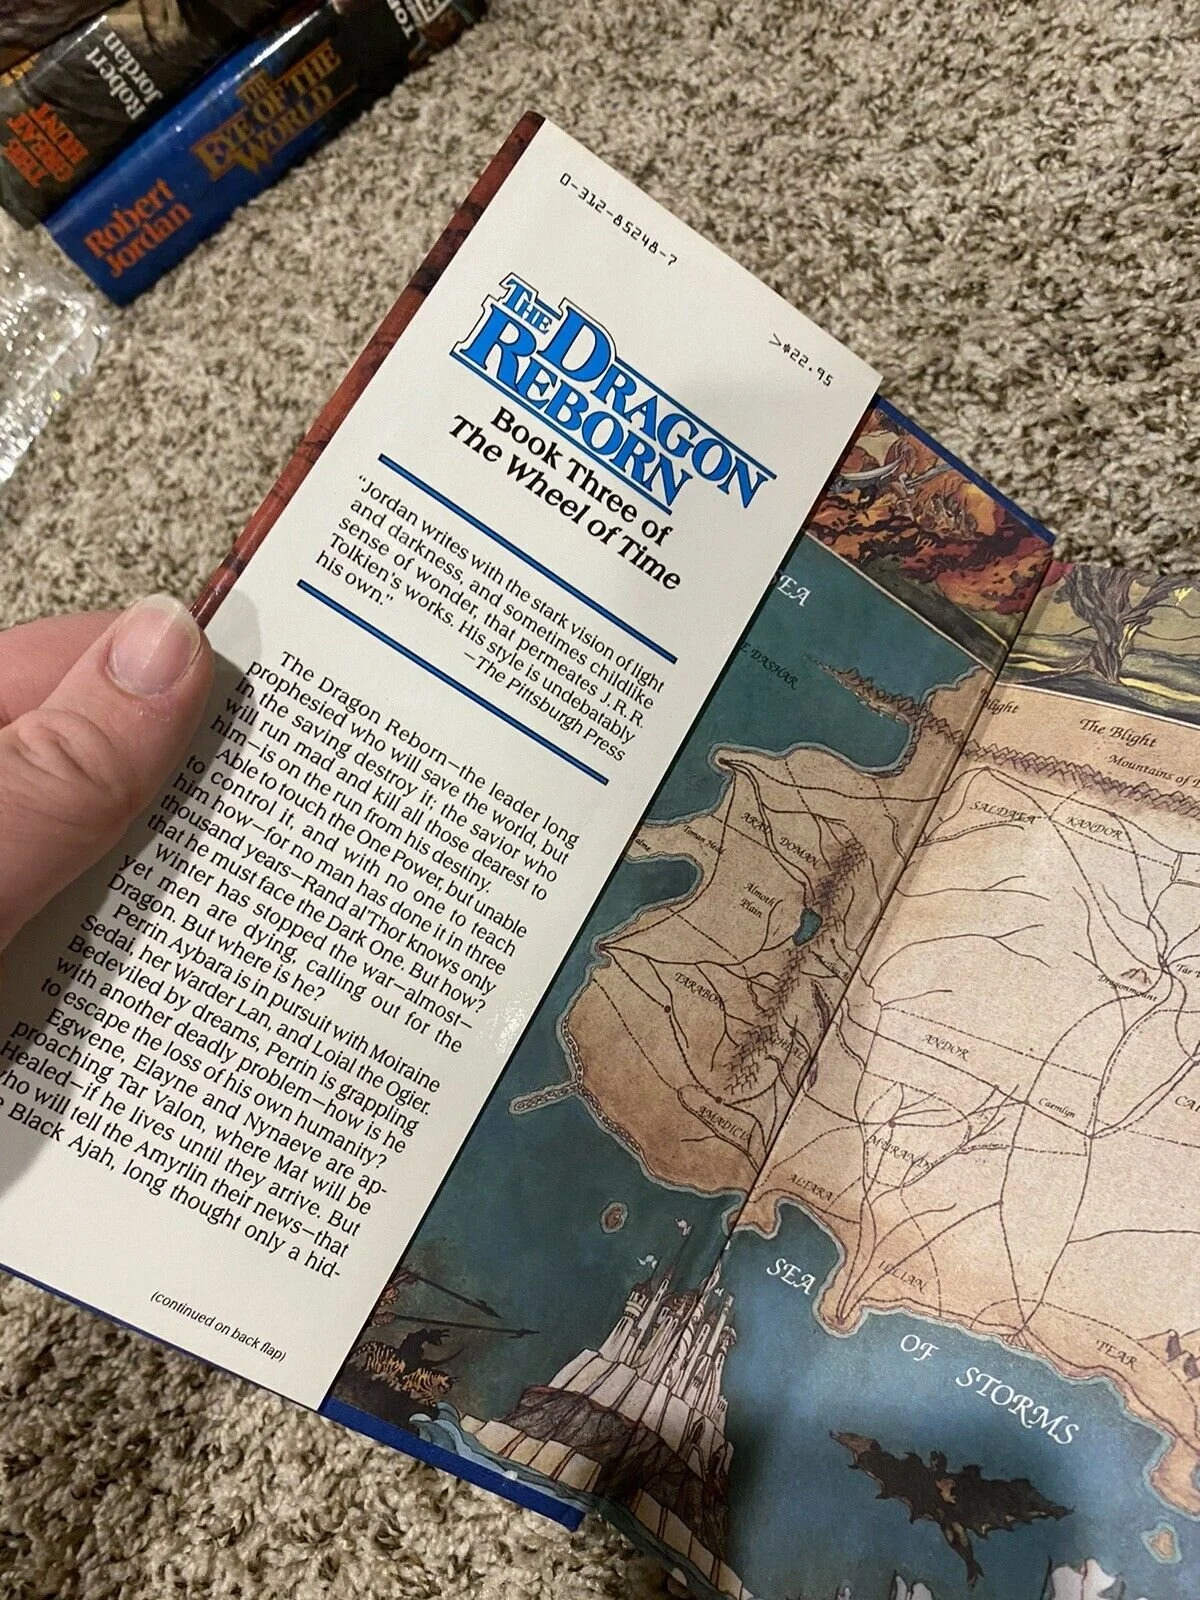 Robert
Jordan
THE
GREAT
HUNT
THE
EYE OF THE
WORLD
Robert
Jordan
0-312-85248-7
>$22.95
THE DRAGON
REBORN
Book Three of
The Wheel of Time
“Jordan writes with the stark vision of light
and darkness, and sometimes childlike
sense of wonder, that permeates J. R. R.
Tolkien's works. His style is undebatably
his own.”
—The Pittsburgh Press
The Dragon Reborn—the leader long
prophesied who will save the world, but
in the saving destroy it; the savior who
will run mad and kill all those dearest to
him—is on the run from his destiny.
Able to touch the One Power, but unable
to control it, and with no one to teach
him how—for no man has done it in three
thousand years—Rand al'Thor knows only
that he must face the Dark One. But how?
Winter has stopped the war—almost—
yet men are dying, calling out for the
Dragon. But where is he?
Perrin Aybara is in pursuit with Moiraine
Sedai, her Warder Lan, and Loial the Ogier.
Bedeviled by dreams, Perrin is grappling
with another deadly problem—how is he
to escape the loss of his own humanity?
Egwene, Elayne and Nynaeve are ap-
proaching Tar Valon, where Mat will be
Healed—if he lives until they arrive. But
who will tell the Amyrlin their news—that
Black Ajah, long thought only a hid-
(continued on back flap)
EA
DASHAR
light
The Blight
Mountains of
SALDAEA
KANDOR
ARAD DOMAN
Toman Head
Almoth
Plain
TARABON
Dragonmount
Tar
ANDOR
Caemlyn
CA
AMADICIA
MURANDY
ALTARA
ILLIAN
TEAR
SEA
OF
STORMS